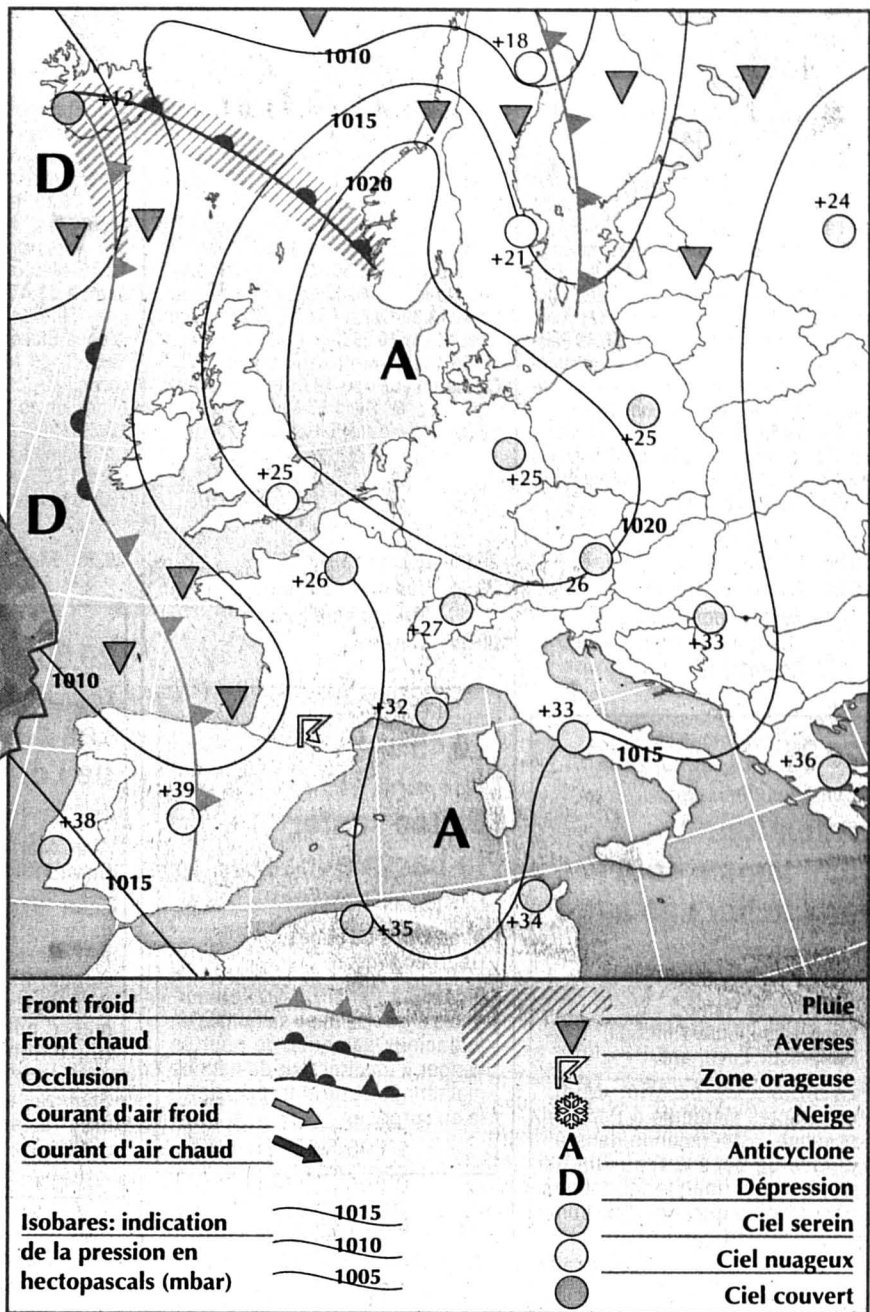 +18
1010
+12
1015
D
1020
+24
+21
A
+25
+25
+25
D
1020
+26
26
+27
+33
1010
+32
+33
1015
+36
+39
A
+38
1015
+35
+34
Front froid
Front chaud
Occlusion
Courant d'air froid
Courant d'air chaud
Isobares: indication
de la pression en
hectopascals (mbar)
1015
1010
1005
Pluie
Averses
Zone orageuse
Neige
A Anticyclone
D Dépression
Ciel serein
Ciel nuageux
Ciel couvert